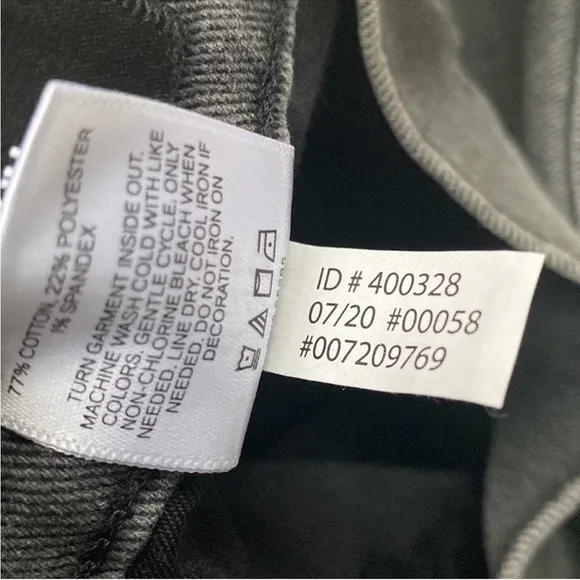 77% COTTON, 22% POLYESTER
1% SPANDEX
TURN GARMENT INSIDE OUT.
MACHINE WASH COLD WITH LIKE
COLORS, GENTLE CYCLE. ONLY
NON-CHLORINE BLEACH WHEN
NEEDED. LINE DRY. COOL IRON IF
NEEDED. DO NOT IRON ON
DECORATION.
ID # 400328
07/20 #00058
#007209769